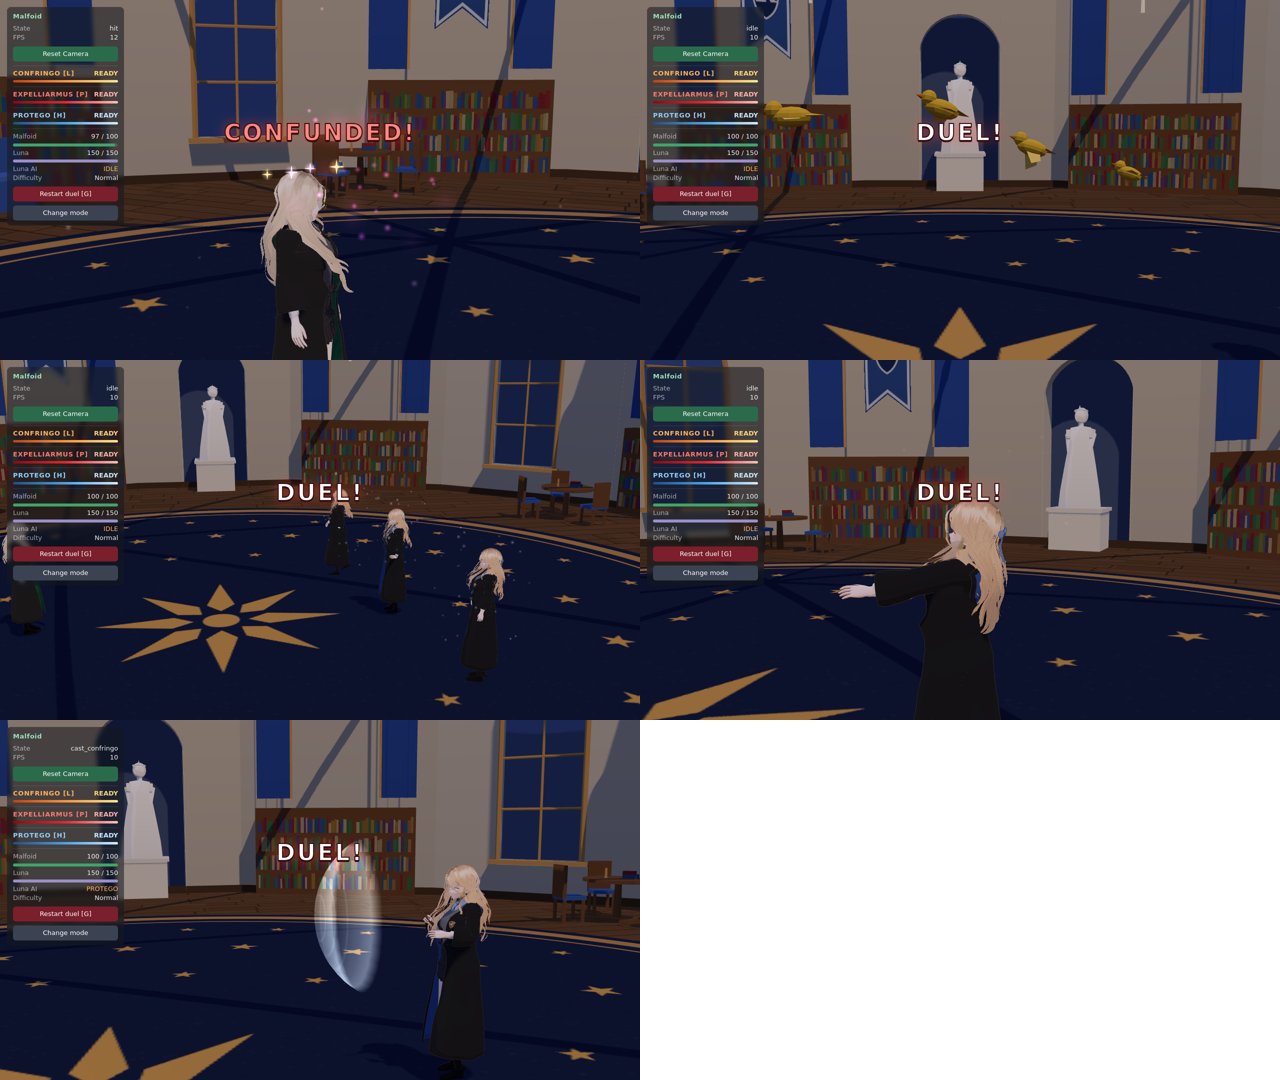 Malfoid
State hit
FPS 12
Reset Camera
CONFRINGO [L] READY
EXPELLIARMUS [P] READY
PROTEGO [H] READY
Malfoid 97 / 100
Luna 150 / 150
Luna AI IDLE
Difficulty Normal
Restart duel [G]
Change mode
CONFUNDED!
Malfoid
State idle
FPS 10
Reset Camera
CONFRINGO [L] READY
EXPELLIARMUS [P] READY
PROTEGO [H] READY
Malfoid 100 / 100
Luna 150 / 150
Luna AI IDLE
Difficulty Normal
Restart duel [G]
Change mode
DUEL!
Malfoid
State idle
FPS 10
Reset Camera
CONFRINGO [L] READY
EXPELLIARMUS [P] READY
PROTEGO [H] READY
Malfoid 100 / 100
Luna 150 / 150
Luna AI IDLE
Difficulty Normal
Restart duel [G]
Change mode
DUEL!
Malfoid
State idle
FPS 10
Reset Camera
CONFRINGO [L] READY
EXPELLIARMUS [P] READY
PROTEGO [H] READY
Malfoid 100 / 100
Luna 150 / 150
Luna AI IDLE
Difficulty Normal
Restart duel [G]
Change mode
DUEL!
Malfoid
State cast_confringo
FPS 10
Reset Camera
CONFRINGO [L] READY
EXPELLIARMUS [P] READY
PROTEGO [H] READY
Malfoid 100 / 100
Luna 150 / 150
Luna AI PROTEGO
Difficulty Normal
Restart duel [G]
Change mode
DUEL!